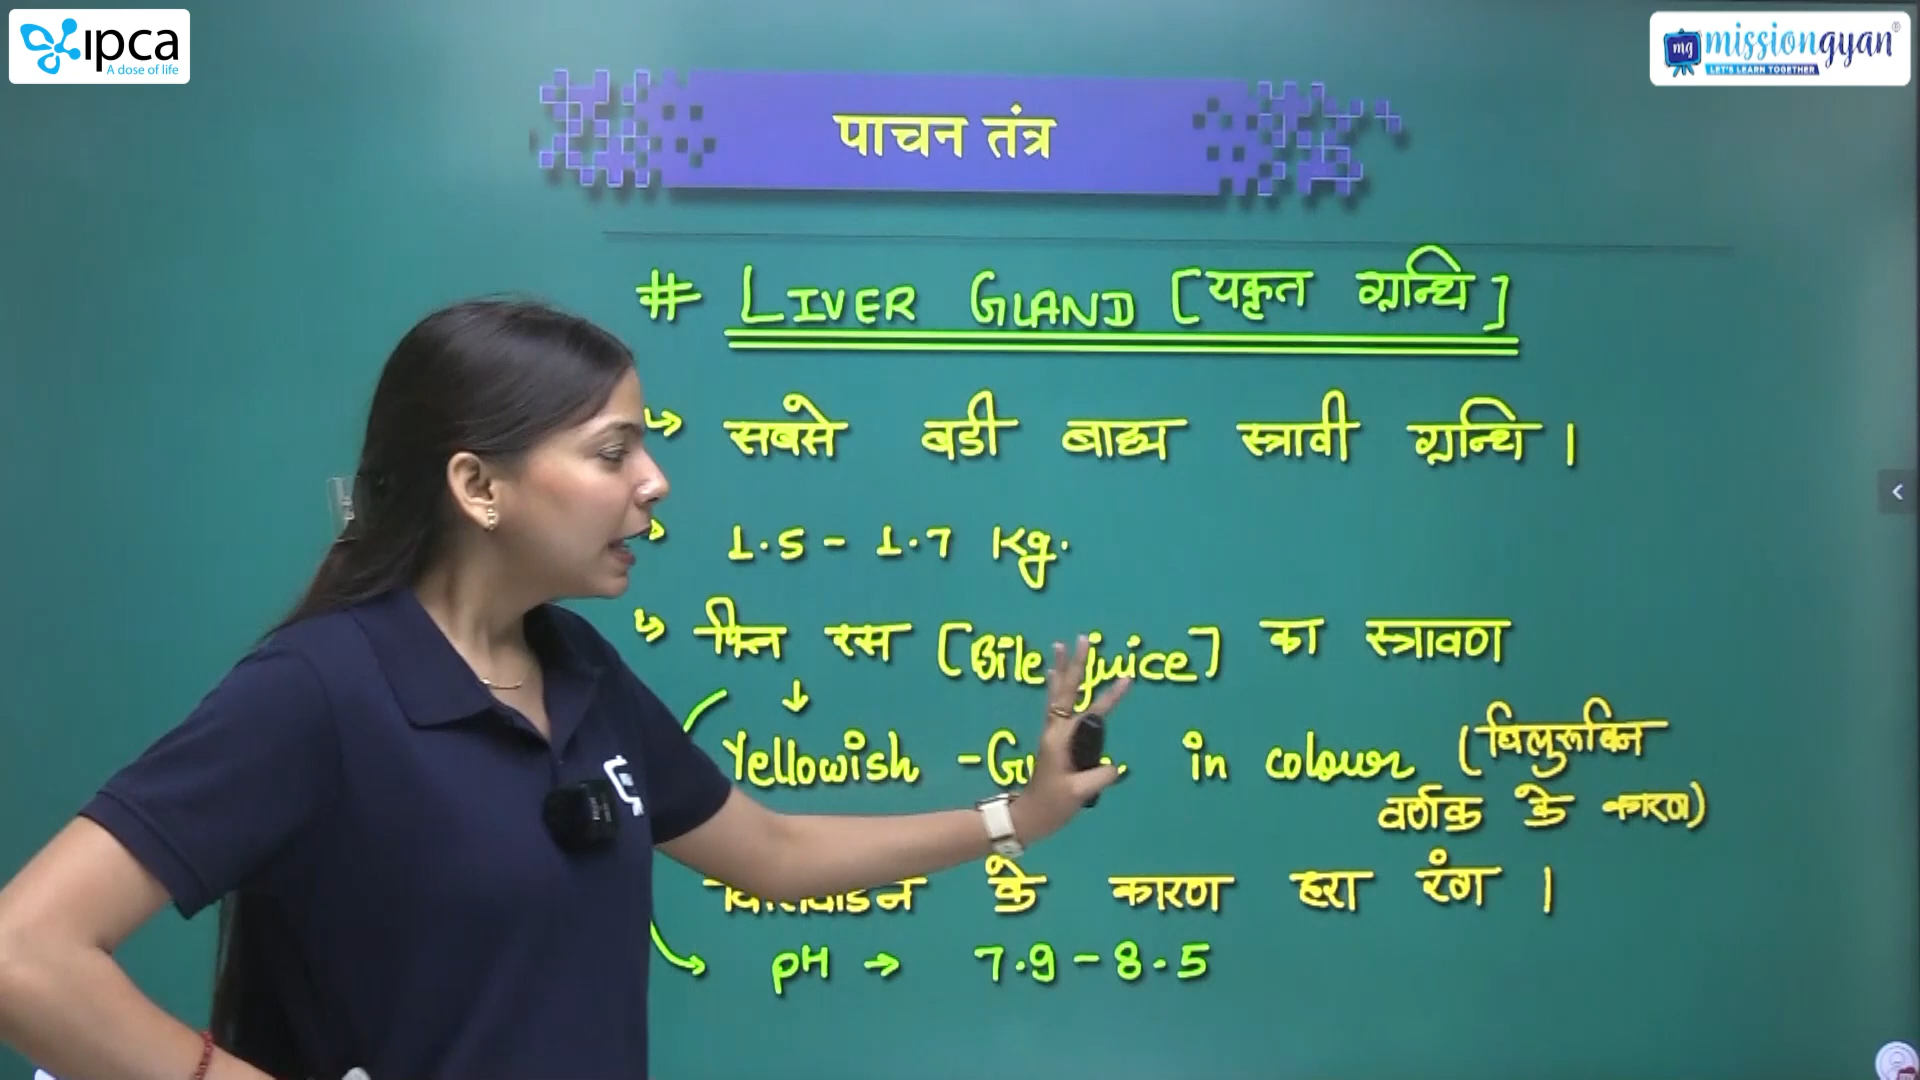 ipca
A dose of life
mg missiongyan®
LET'S LEARN TOGETHER
पाचन तंत्र
# LIVER GLAND [यकृत ग्रन्थि]
↳ सबसे बडी बाह्य स्त्रावी ग्रन्थि ।
1.5 - 1.7 Kg.
↳ पित्त रस [Bile juice] का स्त्रावण
Yellowish - in colour (बिलुरूबिन
वर्णक के कारण)
के कारण हरा रंग ।
pH → 7.9 - 8.5